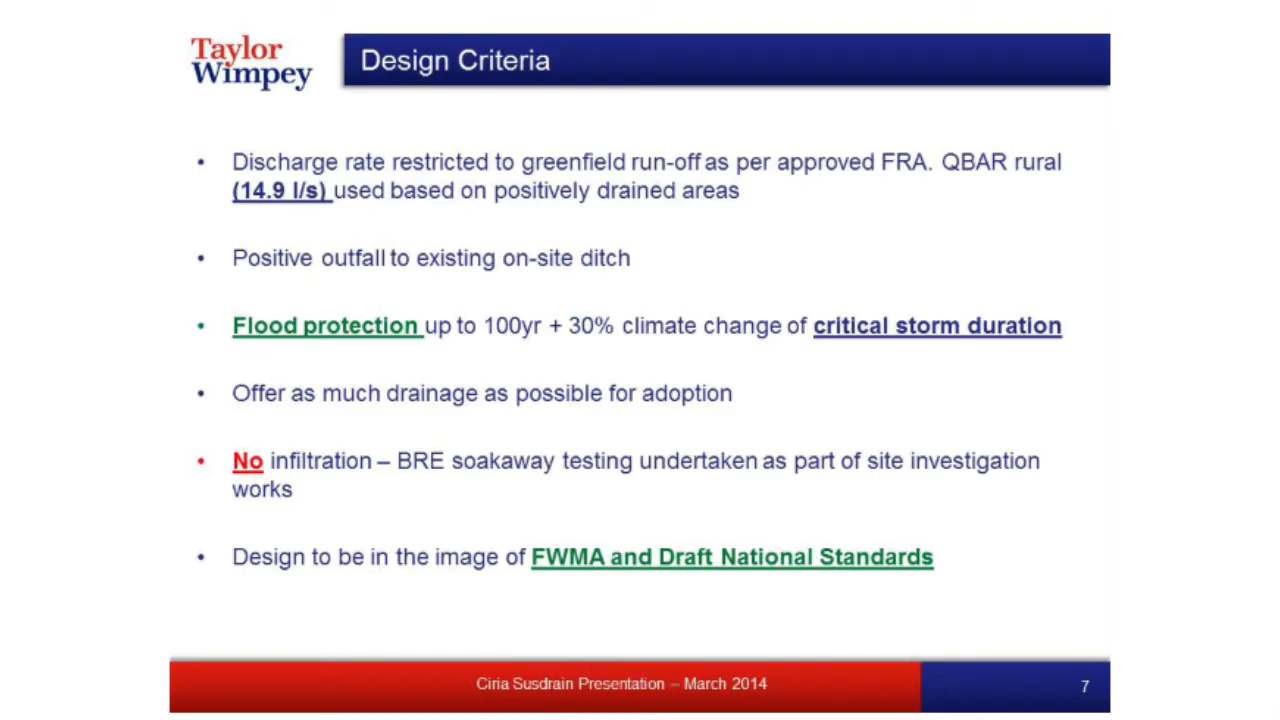 Taylor
Wimpey
Design Criteria
• Discharge rate restricted to greenfield run-off as per approved FRA. QBAR rural
(14.9 l/s) used based on positively drained areas
• Positive outfall to existing on-site ditch
• Flood protection up to 100yr + 30% climate change of critical storm duration
• Offer as much drainage as possible for adoption
• No infiltration – BRE soakaway testing undertaken as part of site investigation
works
• Design to be in the image of FWMA and Draft National Standards
Ciria Susdrain Presentation – March 2014
7